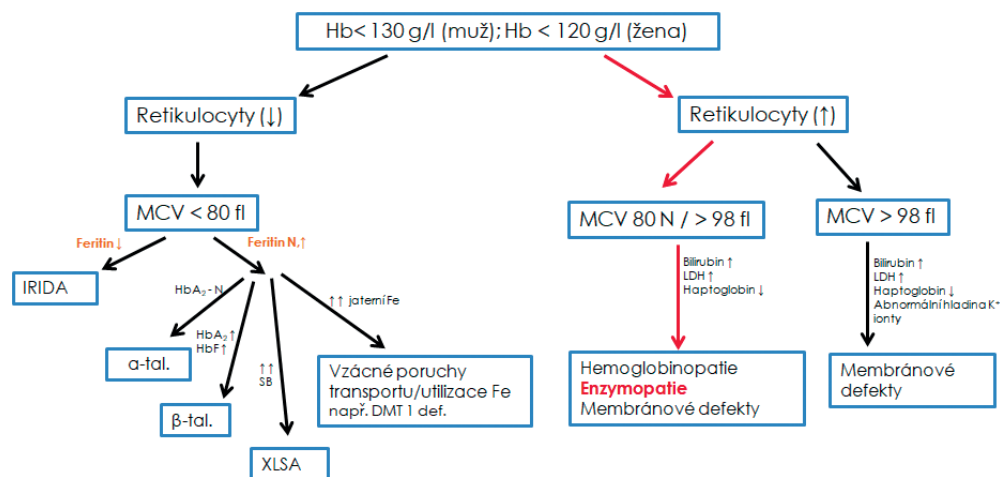 Hb< 130 g/l (muž); Hb < 120 g/l (žena)
Retikulocyty (↓)
Retikulocyty (↑)
MCV < 80 fl
MCV 80 N / > 98 fl
MCV > 98 fl
Feritin ↓
Feritin N,↑
IRIDA
HbA₂ - N
HbA₂ ↑
HbF ↑
↑↑
SB
↑↑ jaterní Fe
Bilirubin ↑
LDH ↑
Haptoglobin ↓
Bilirubin ↑
LDH ↑
Haptoglobin ↓
Abnormální hladina K⁺
ionty
α-tal.
β-tal.
XLSA
Vzácné poruchy
transportu/utilizace Fe
např. DMT 1 def.
Hemoglobinopatie
Enzymopatie
Membránové defekty
Membránové
defekty